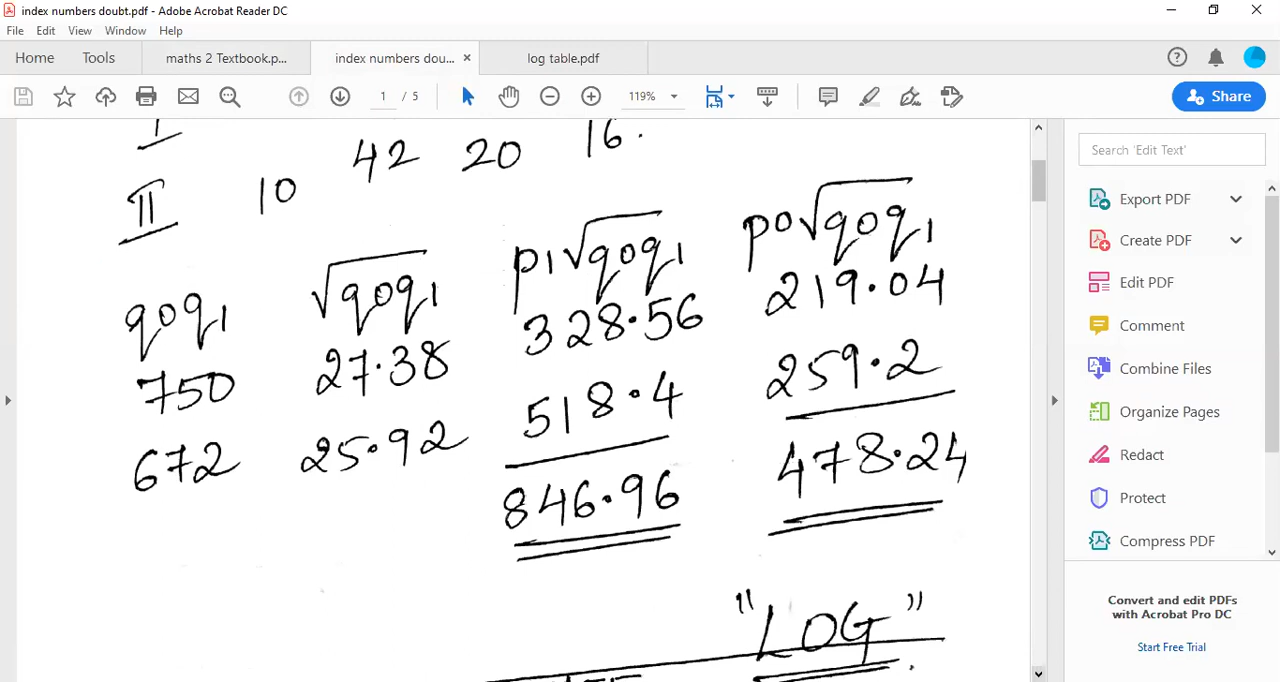 index numbers doubt.pdf - Adobe Acrobat Reader DC
File Edit View Window Help
Home Tools maths 2 Textbook.p... index numbers dou... × log table.pdf
1 / 5 119% Share
I
II 10 42 20 16.
q0q1 √q0q1 p1√q0q1 p0√q0q1
750 27.38 328.56 219.04
672 25.92 518.4 259.2
846.96 478.24
"LOG"
Search 'Edit Text'
Export PDF
Create PDF
Edit PDF
Comment
Combine Files
Organize Pages
Redact
Protect
Compress PDF
Convert and edit PDFs
with Acrobat Pro DC
Start Free Trial